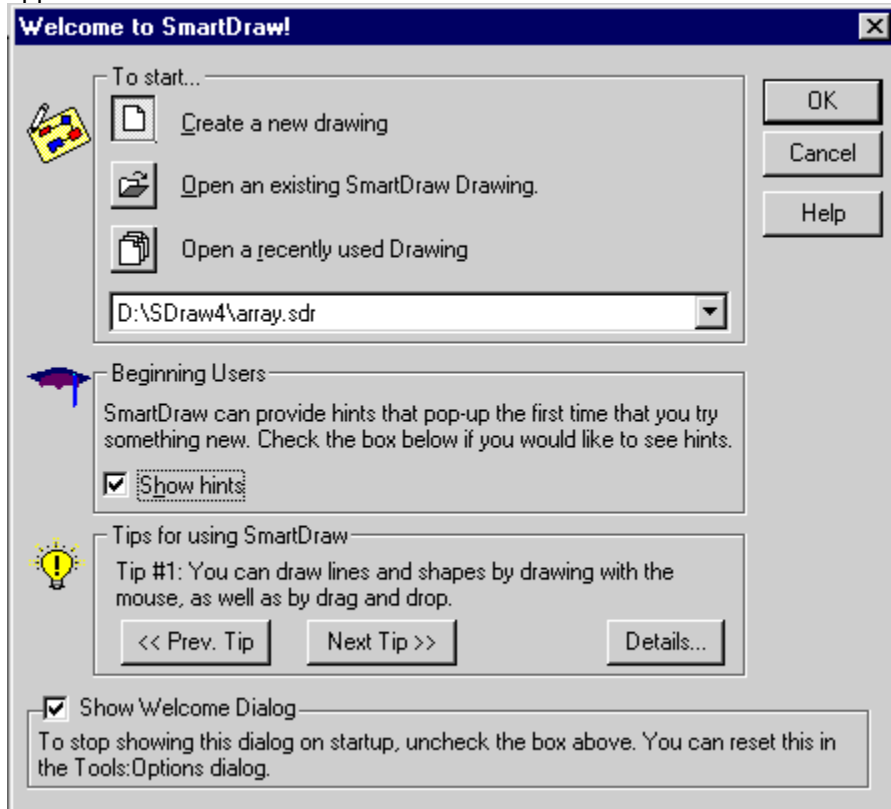 Welcome to SmartDraw!
To start...
Create a new drawing
Open an existing SmartDraw Drawing.
Open a recently used Drawing
D:\SDraw4\array.sdr
OK
Cancel
Help
Beginning Users
SmartDraw can provide hints that pop-up the first time that you try
something new. Check the box below if you would like to see hints.
Show hints
Tips for using SmartDraw
Tip #1: You can draw lines and shapes by drawing with the
mouse, as well as by drag and drop.
<< Prev. Tip
Next Tip >>
Details...
Show Welcome Dialog
To stop showing this dialog on startup, uncheck the box above. You can reset this in
the Tools:Options dialog.